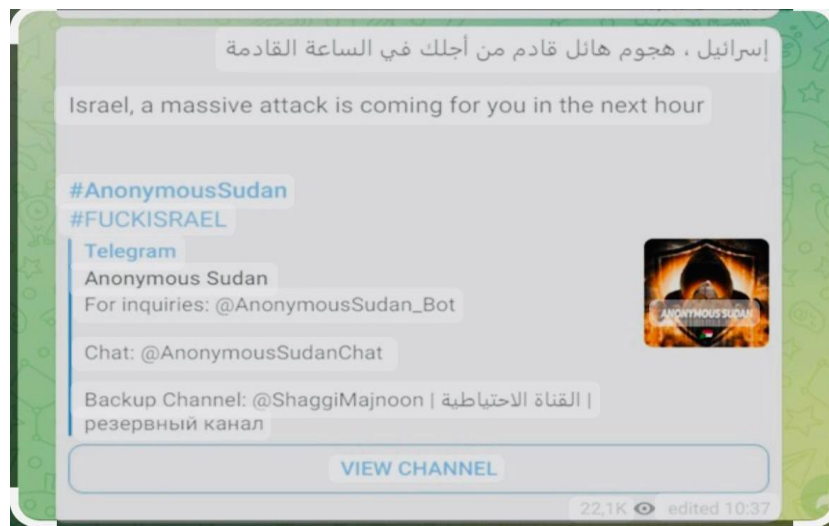 إسرائيل ، هجوم هائل قادم من أجلك في الساعة القادمة
Israel, a massive attack is coming for you in the next hour
#AnonymousSudan
#FUCKISRAEL
Telegram
Anonymous Sudan
For inquiries: @AnonymousSudan_Bot
ANONYMOUS SUDAN
Chat: @AnonymousSudanChat
Backup Channel: @ShaggiMajnoon | القناة الاحتياطية |
резервный канал
VIEW CHANNEL
22,1K edited 10:37